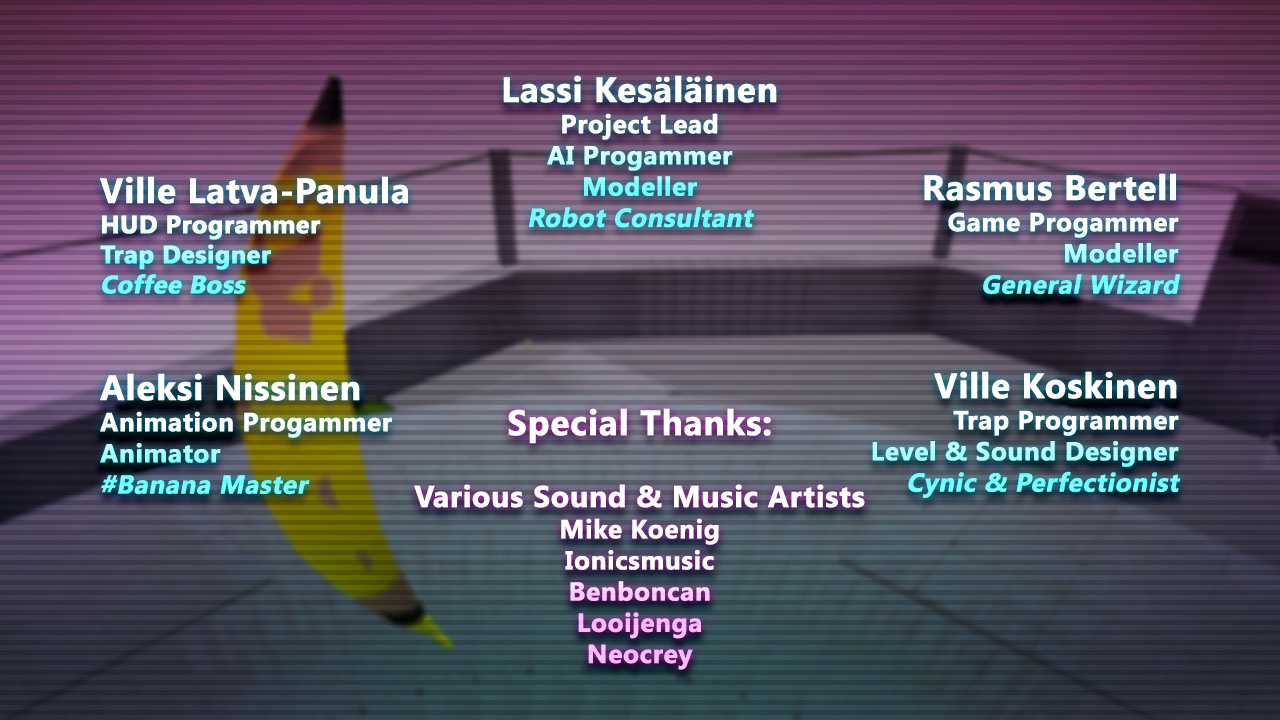 Lassi Kesäläinen
Project Lead
AI Progammer
Modeller
Robot Consultant
Ville Latva-Panula
HUD Programmer
Trap Designer
Coffee Boss
Rasmus Bertell
Game Progammer
Modeller
General Wizard
Aleksi Nissinen
Animation Progammer
Animator
#Banana Master
Ville Koskinen
Trap Programmer
Level & Sound Designer
Cynic & Perfectionist
Special Thanks:
Various Sound & Music Artists
Mike Koenig
Ionicsmusic
Benboncan
Looijenga
Neocrey